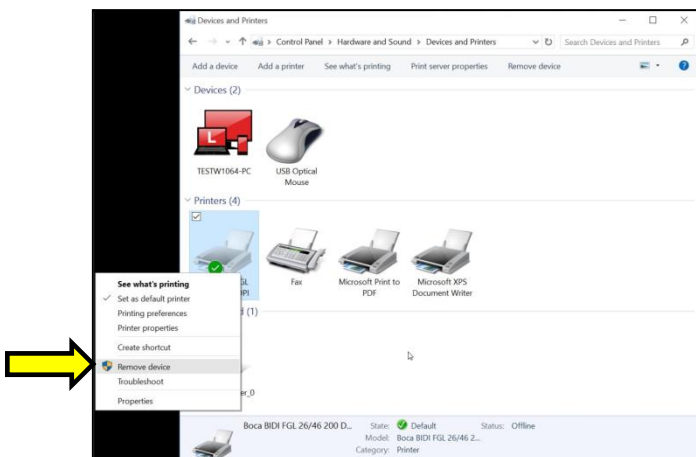 Devices and Printers
Control Panel > Hardware and Sound > Devices and Printers
Search Devices and Printers
Add a device Add a printer See what's printing Print server properties Remove device
Devices (2)
L
TESTW1064-PC
USB Optical
Mouse
Printers (4)
GL
PI
Fax
Microsoft Print to
PDF
Microsoft XPS
Document Writer
See what's printing
Set as default printer
Printing preferences
Printer properties
Create shortcut
Remove device
Troubleshoot
Properties
d (1)
er_0
Boca BIDI FGL 26/46 200 D... State: Default Status: Offline
Model: Boca BIDI FGL 26/46 2...
Category: Printer